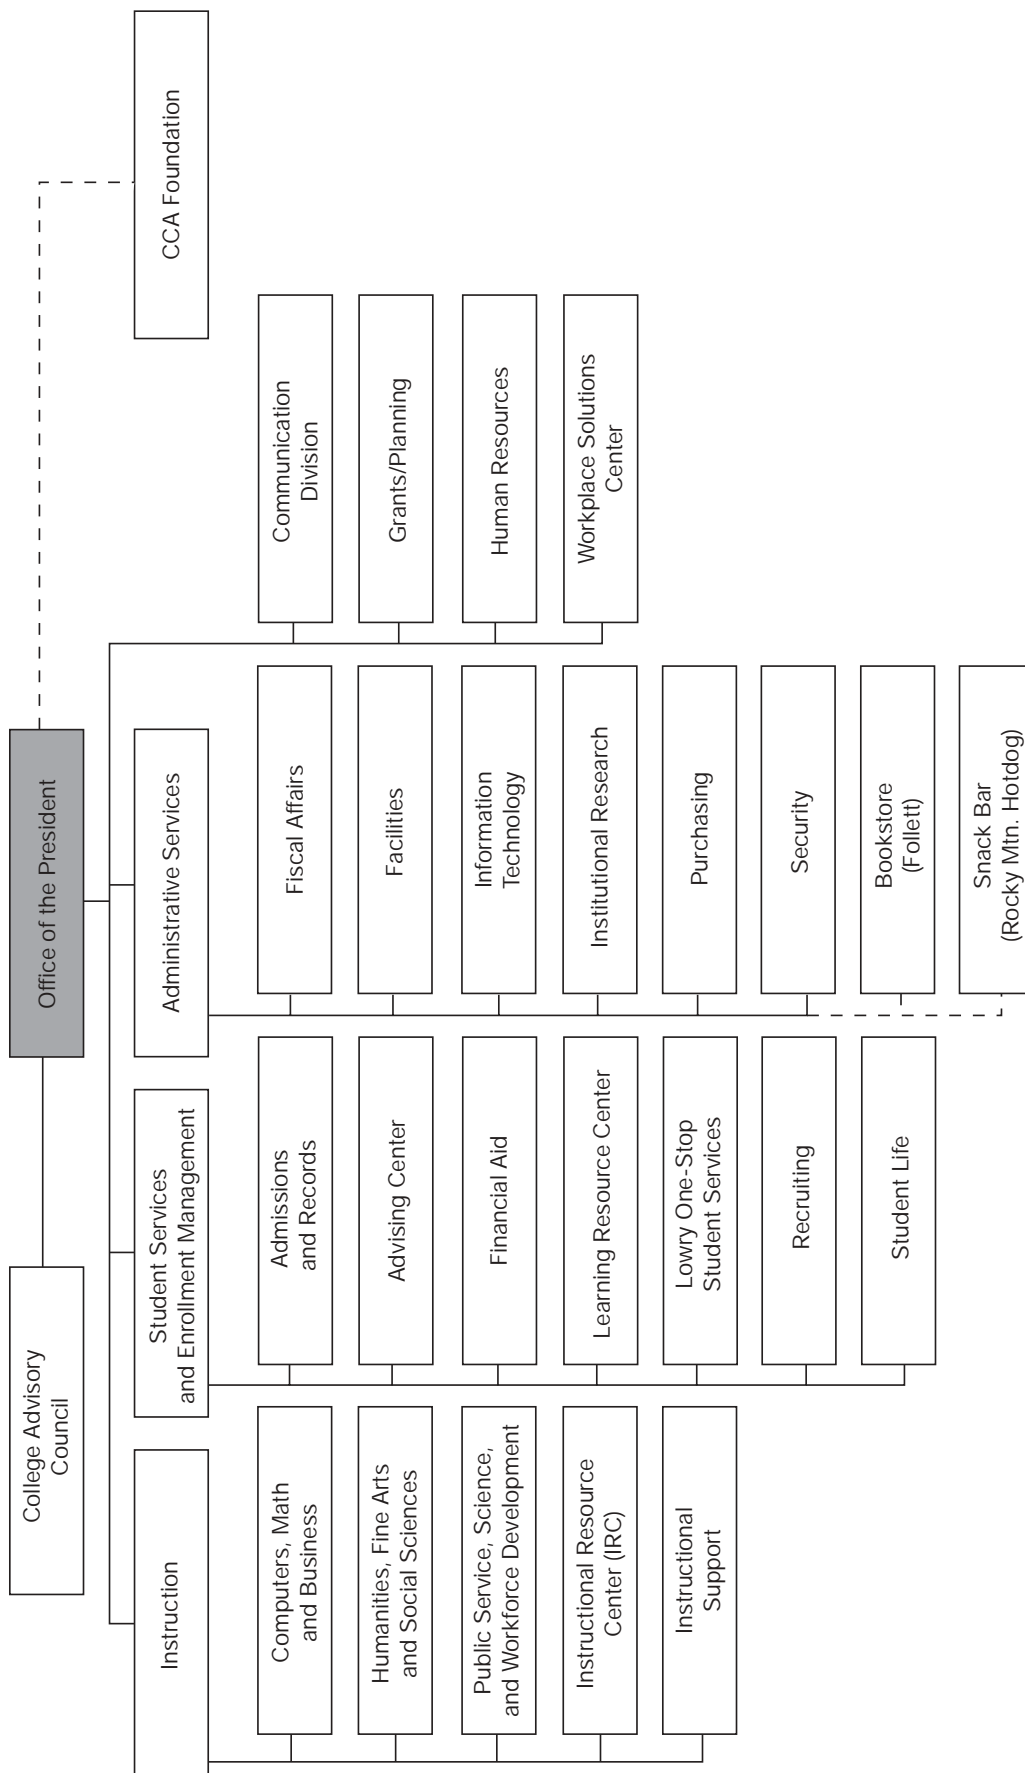 Office of the President
College Advisory
Council
CCA Foundation
Instruction
Computers, Math
and Business
Humanities, Fine Arts
and Social Sciences
Public Service, Science,
and Workforce Development
Instructional Resource
Center (IRC)
Instructional
Support
Student Services
and Enrollment Management
Admissions
and Records
Advising Center
Financial Aid
Learning Resource Center
Lowry One-Stop
Student Services
Recruiting
Student Life
Administrative Services
Fiscal Affairs
Facilities
Information
Technology
Institutional Research
Purchasing
Security
Bookstore
(Follett)
Snack Bar
(Rocky Mtn. Hotdog)
Communication
Division
Grants/Planning
Human Resources
Workplace Solutions
Center